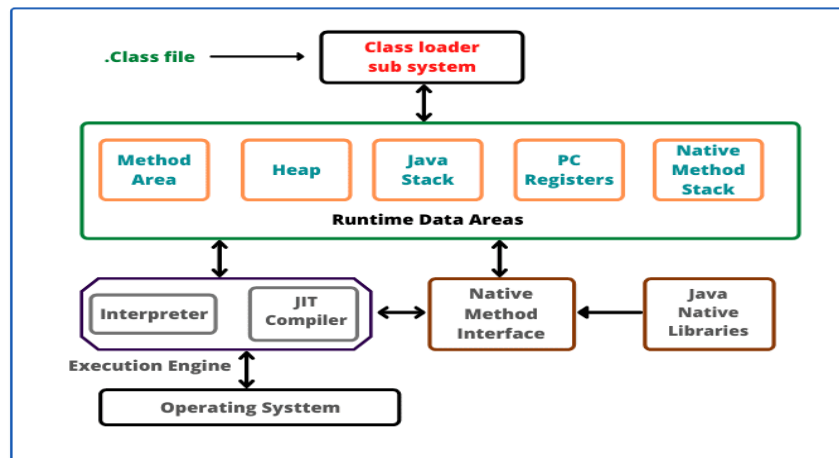 .Class file
Class loader
sub system
Method
Area
Heap
Java
Stack
PC
Registers
Native
Method
Stack
Runtime Data Areas
Interpreter
JIT
Compiler
Native
Method
Interface
Java
Native
Libraries
Execution Engine
Operating Systtem